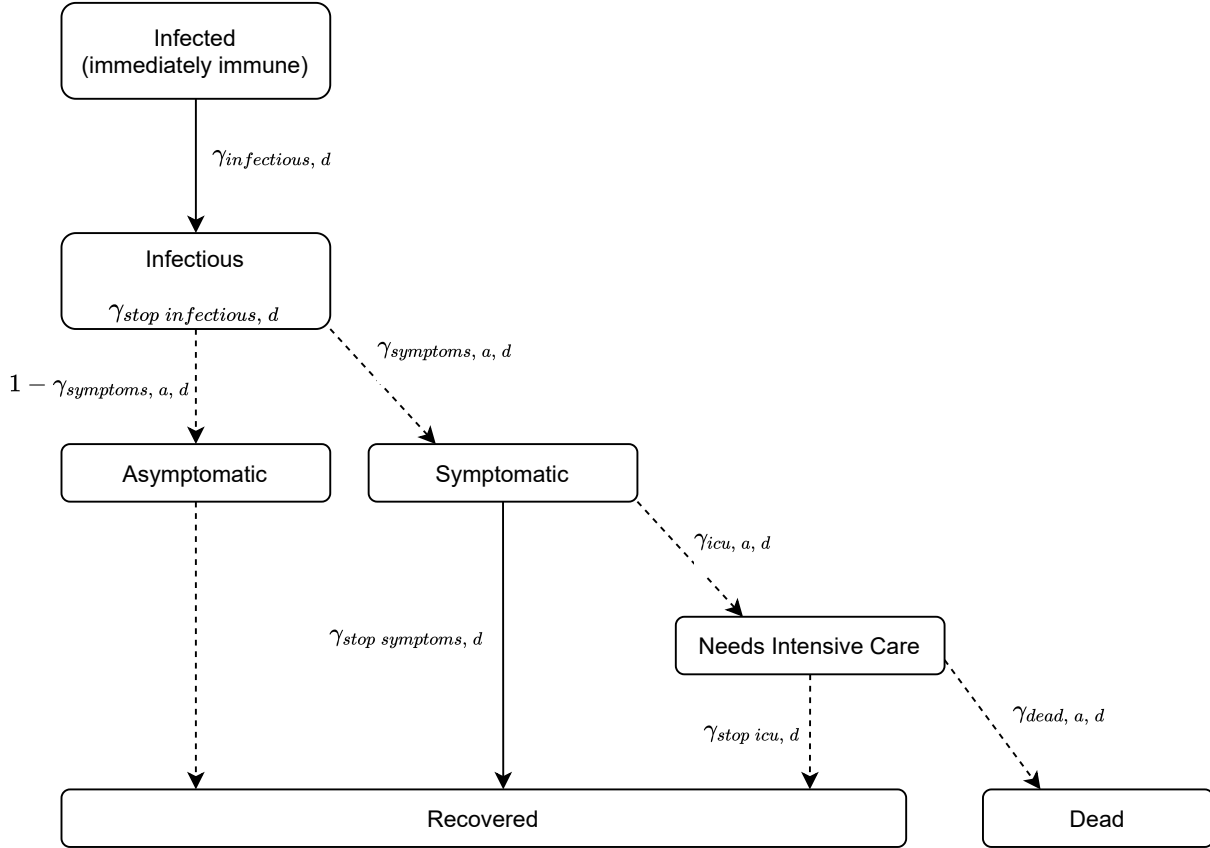 Infected
(immediately immune)
γinfectious, d
Infectious
γstop infectious, d
γsymptoms, a, d
1 − γsymptoms, a, d
Asymptomatic
Symptomatic
γicu, a, d
γstop symptoms, d
Needs Intensive Care
γdead, a, d
γstop icu, d
Recovered
Dead